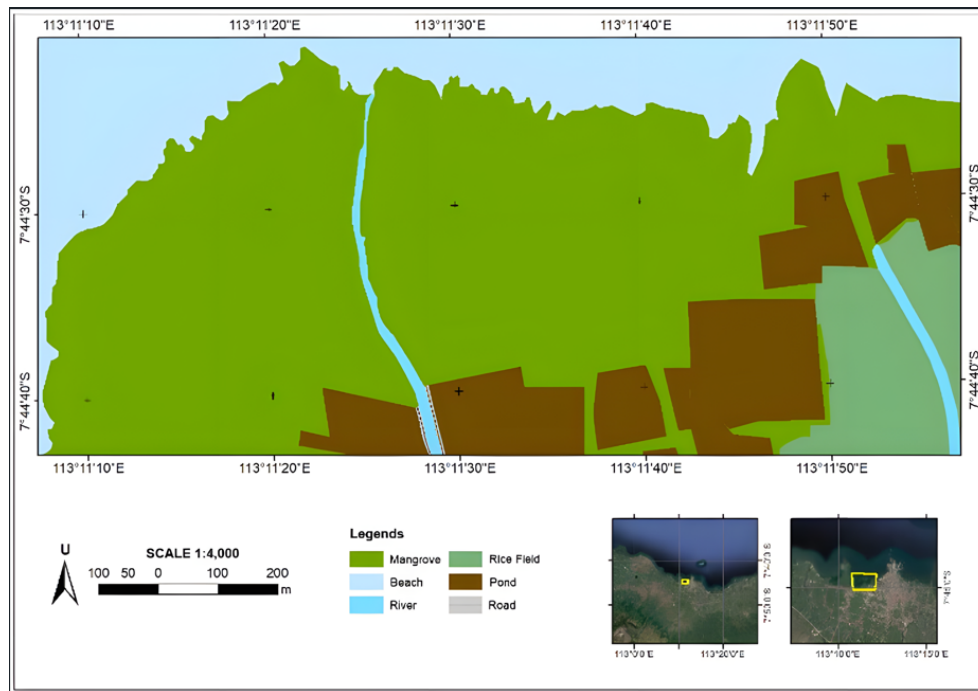 113°11'10"E 113°11'20"E 113°11'30"E 113°11'40"E 113°11'50"E
7°44'30"S 7°44'30"S
7°44'40"S 7°44'40"S
113°11'10"E 113°11'20"E 113°11'30"E 113°11'40"E 113°11'50"E
U
SCALE 1:4,000
100 50 0 100 200
m
Legends
Mangrove Rice Field
Beach Pond
River Road
113°0'0"E 113°20'0"E
113°10'0"E 113°15'0"E